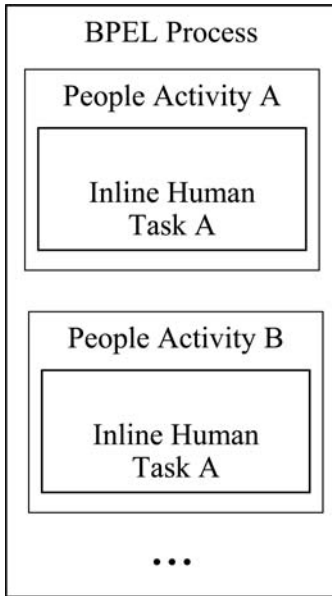 BPEL Process
People Activity A
Inline Human
Task A
People Activity B
Inline Human
Task A
...